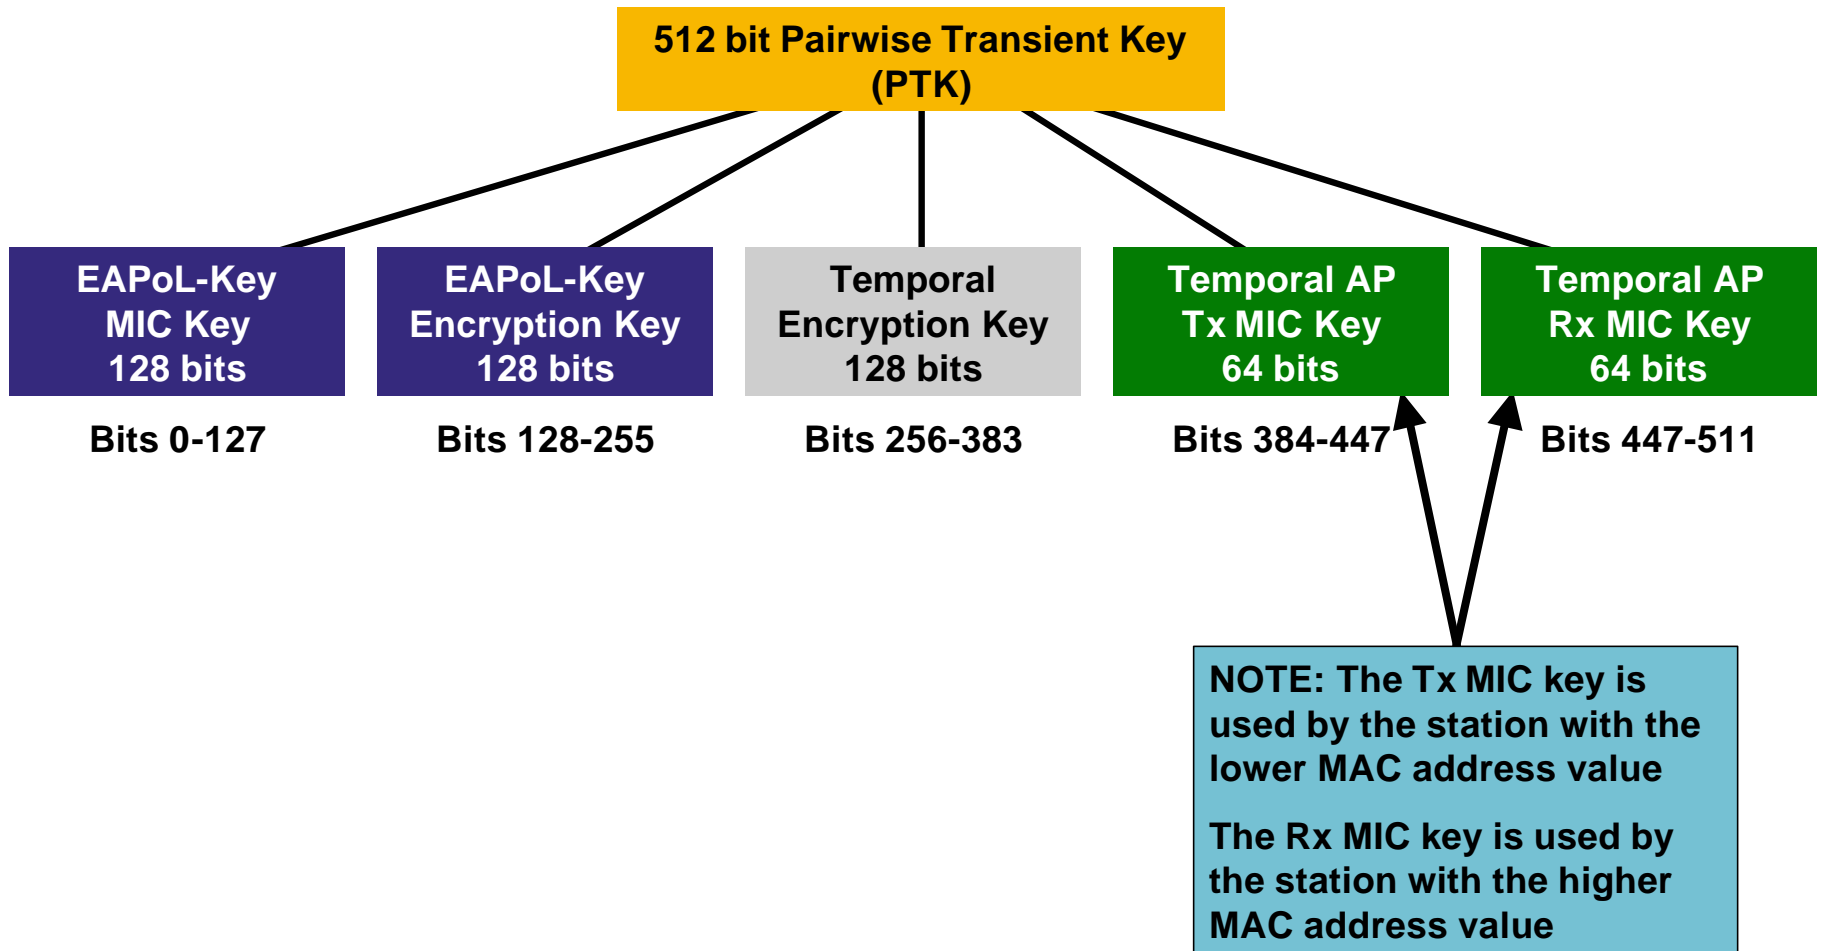 512 bit Pairwise Transient Key
(PTK)
EAPoL-Key
MIC Key
128 bits
EAPoL-Key
Encryption Key
128 bits
Temporal
Encryption Key
128 bits
Temporal AP
Tx MIC Key
64 bits
Temporal AP
Rx MIC Key
64 bits
Bits 0-127
Bits 128-255
Bits 256-383
Bits 384-447
Bits 447-511
NOTE: The Tx MIC key is
used by the station with the
lower MAC address value
The Rx MIC key is used by
the station with the higher
MAC address value